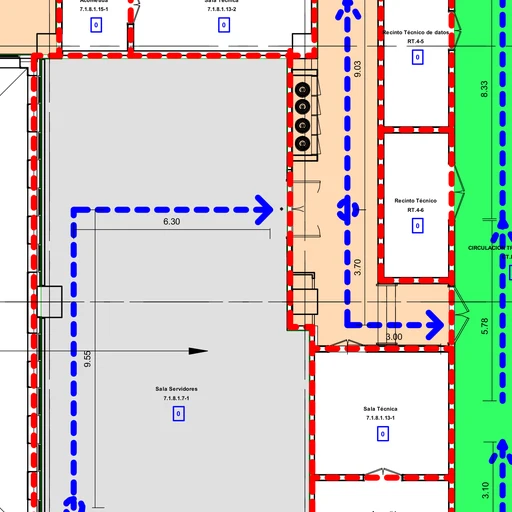 Acometida
7.1.8.1.15-1
0
Sala Técnica
7.1.8.1.13-2
0
Recinto Técnico de datos
RT.4-5
0
9.03
8.33
Recinto Técnico
RT.4-6
0
6.30
3.70
CIRCULACIÓN
5.78
3.00
9.55
Sala Servidores
7.1.8.1.7-1
0
Sala Técnica
7.1.8.1.13-1
0
3.10